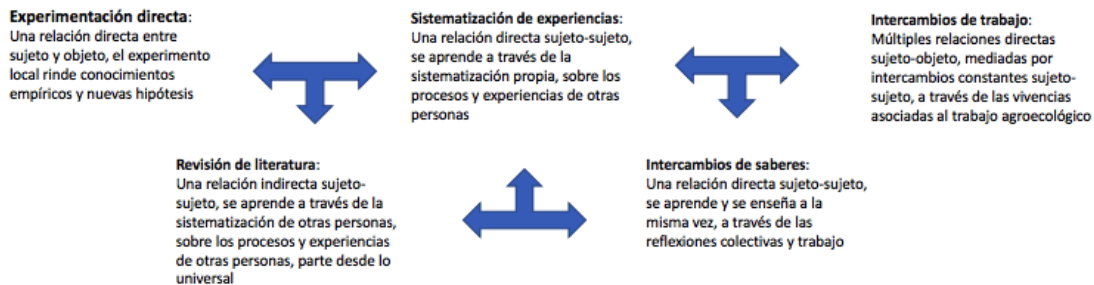 Experimentación directa:
Una relación directa entre
sujeto y objeto, el experimento
local rinde conocimientos
empíricos y nuevas hipótesis
Sistematización de experiencias:
Una relación directa sujeto-sujeto,
se aprende a través de la
sistematización propia, sobre los
procesos y experiencias de otras
personas
Intercambios de trabajo:
Múltiples relaciones directas
sujeto-objeto, mediadas por
intercambios constantes sujeto-
sujeto, a través de las vivencias
asociadas al trabajo agroecológico
Revisión de literatura:
Una relación indirecta sujeto-
sujeto, se aprende a través de la
sistematización de otras personas,
sobre los procesos y experiencias
de otras personas, parte desde lo
universal
Intercambios de saberes:
Una relación directa sujeto-sujeto,
se aprende y se enseña a la
misma vez, a través de las
reflexiones colectivas y trabajo